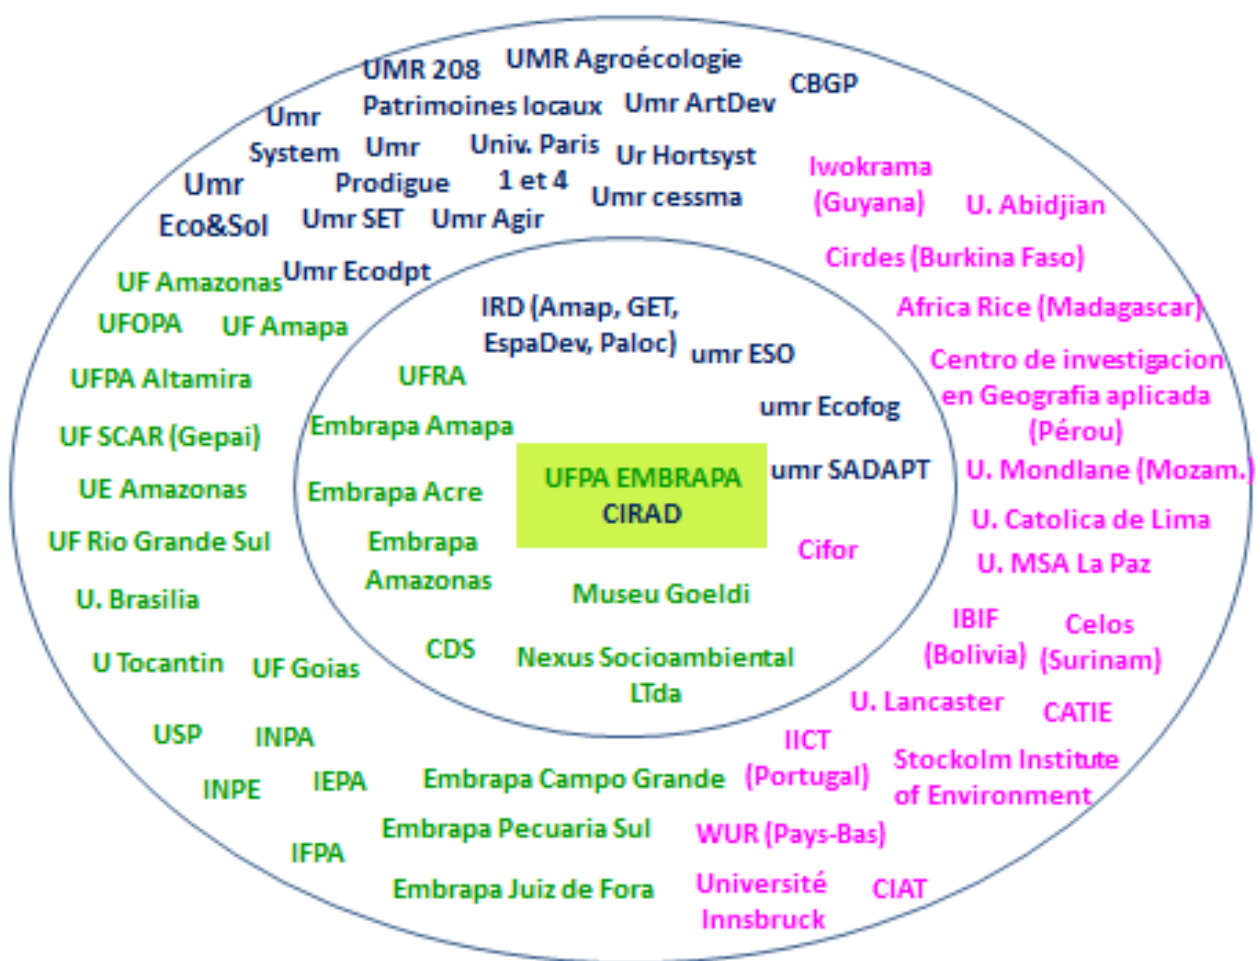 UMR 208
Patrimoines locaux
UMR Agroécologie
CBGP
Umr ArtDev
Umr
System
Umr
Prodigue
Univ. Paris
1 et 4
Ur Hortsyst
Umr cessma
Umr
Eco&Sol
Umr SET
Umr Agir
Umr Ecodpt
Iwokrama
(Guyana)
U. Abidjian
Cirdes (Burkina Faso)
Africa Rice (Madagascar)
Centro de investigacion
en Geografia aplicada
(Pérou)
U. Mondlane (Mozam.)
U. Catolica de Lima
U. MSA La Paz
IBIF
(Bolivia)
Celos
(Surinam)
U. Lancaster
CATIE
IICT
(Portugal)
Stockolm Institute
of Environment
WUR (Pays-Bas)
Université
Innsbruck
CIAT
UF Amazonas
UFOPA
UF Amapa
UFPA Altamira
UF SCAR (Gepai)
UE Amazonas
UF Rio Grande Sul
U. Brasilia
U Tocantin
UF Goias
USP
INPA
INPE
IEPA
IFPA
Embrapa Campo Grande
Embrapa Pecuaria Sul
Embrapa Juiz de Fora
IRD (Amap, GET,
EspaDev, Paloc)
umr ESO
umr Ecofog
umr SADAPT
Cifor
UFRA
Embrapa Amapa
Embrapa Acre
Embrapa
Amazonas
CDS
Museu Goeldi
Nexus Socioambiental
LTda
UFPA EMBRAPA
CIRAD